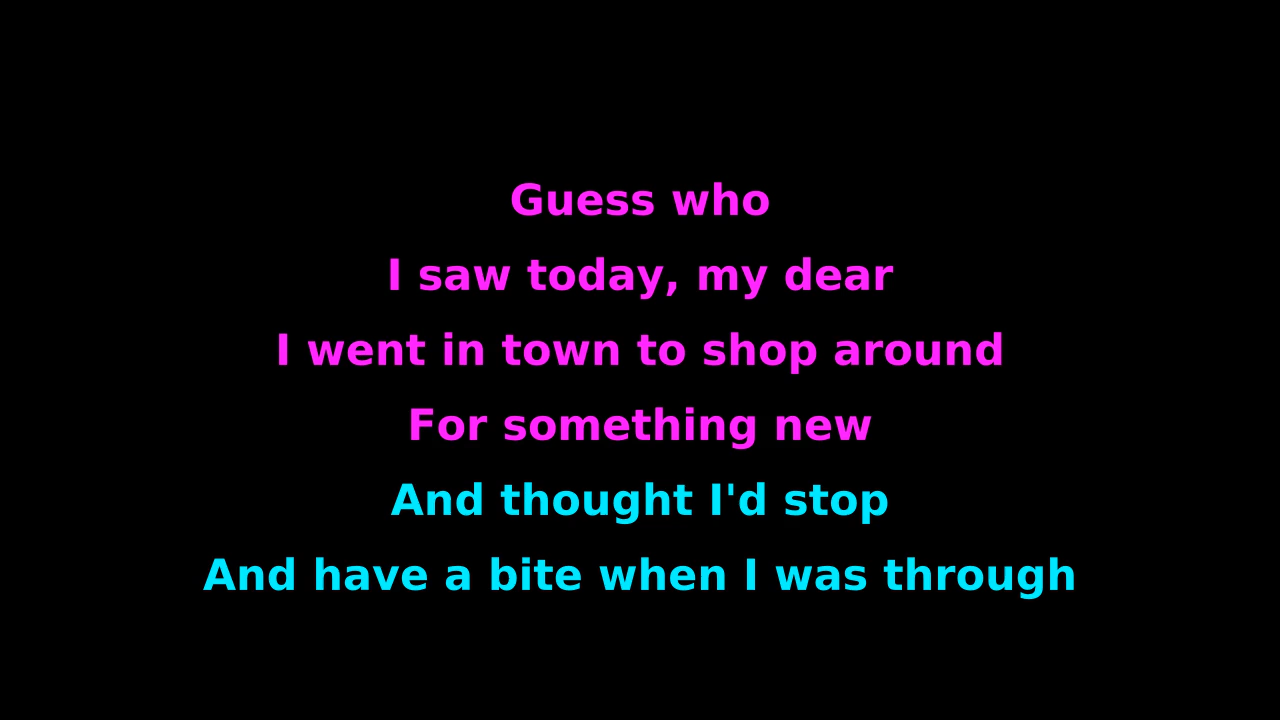 Guess who
I saw today, my dear
I went in town to shop around
For something new
And thought I'd stop
And have a bite when I was through